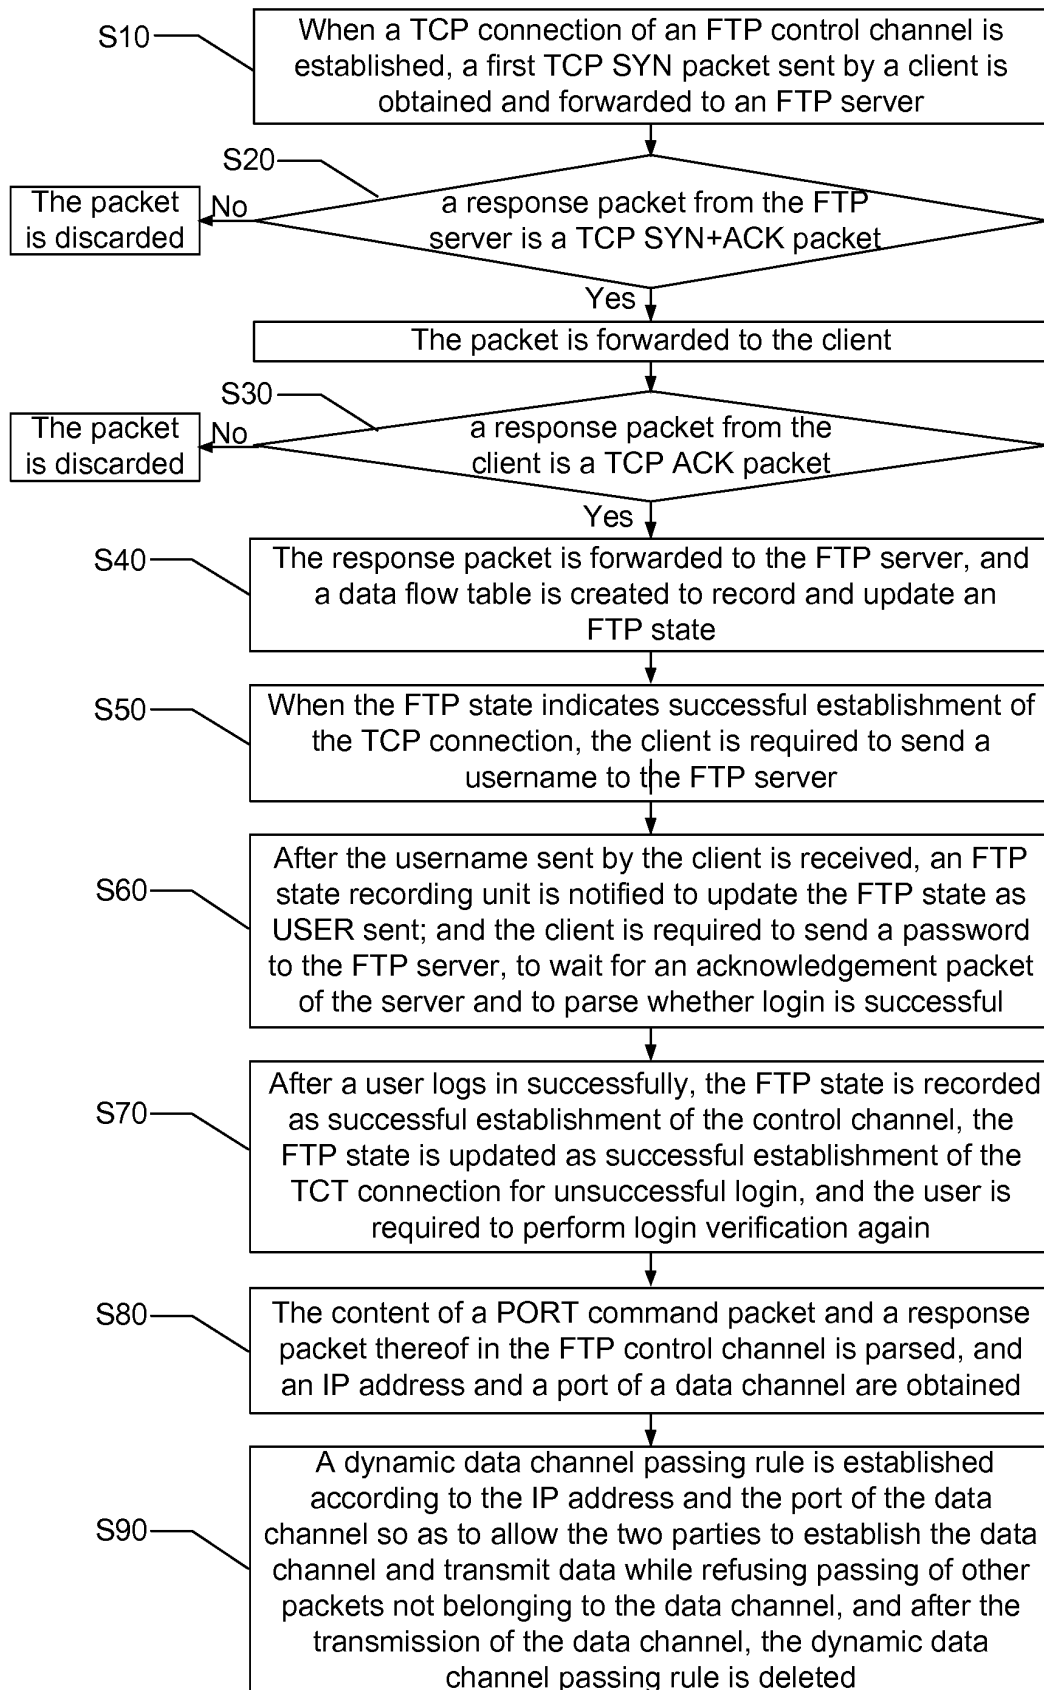 S10
When a TCP connection of an FTP control channel is
established, a first TCP SYN packet sent by a client is
obtained and forwarded to an FTP server
S20
The packet
is discarded
No
a response packet from the FTP
server is a TCP SYN+ACK packet
Yes
The packet is forwarded to the client
S30
The packet
is discarded
No
a response packet from the
client is a TCP ACK packet
Yes
S40
The response packet is forwarded to the FTP server, and
a data flow table is created to record and update an
FTP state
S50
When the FTP state indicates successful establishment of
the TCP connection, the client is required to send a
username to the FTP server
S60
After the username sent by the client is received, an FTP
state recording unit is notified to update the FTP state as
USER sent; and the client is required to send a password
to the FTP server, to wait for an acknowledgement packet
of the server and to parse whether login is successful
S70
After a user logs in successfully, the FTP state is recorded
as successful establishment of the control channel, the
FTP state is updated as successful establishment of the
TCT connection for unsuccessful login, and the user is
required to perform login verification again
S80
The content of a PORT command packet and a response
packet thereof in the FTP control channel is parsed, and
an IP address and a port of a data channel are obtained
S90
A dynamic data channel passing rule is established
according to the IP address and the port of the data
channel so as to allow the two parties to establish the data
channel and transmit data while refusing passing of other
packets not belonging to the data channel, and after the
transmission of the data channel, the dynamic data
channel passing rule is deleted